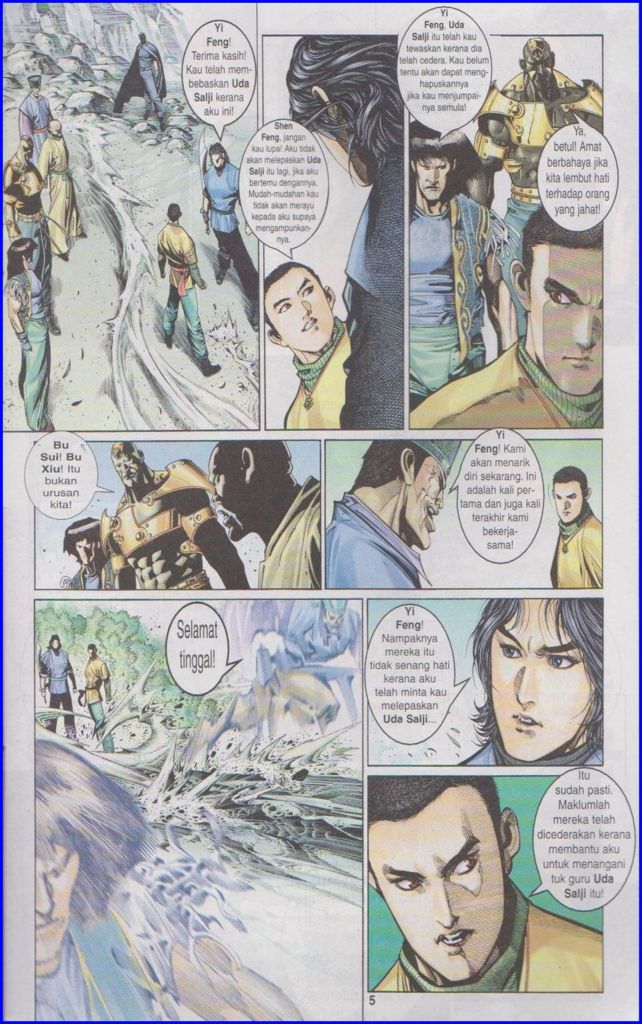 Yi
Feng!
Terima kasih!
Kau telah mem-
bebaskan Uda
Salji kerana
aku ini!
Shen
Feng, jangan
kau lupa! Aku tidak
akan melepaskan Uda
Salji itu lagi, jika aku
bertemu dengannya.
Mudah-mudahan kau
tidak akan merayu
kepada aku supaya
mengampunkan-
nya.
Yi
Feng, Uda
Salji itu telah kau
tewaskan kerana dia
telah cedera. Kau belum
tentu akan dapat meng-
hapuskannya
jika kau menjumpai-
nya semula!
Ya,
betul! Amat
berbahaya jika
kita lembut hati
terhadap orang
yang jahat!
Bu
Sui! Bu
Xiu! Itu
bukan
urusan
kita!
Yi
Feng! Kami
akan menarik
diri sekarang. Ini
adalah kali per-
tama dan juga kali
terakhir kami
bekerja-
sama!
Selamat
tinggal!
Yi
Feng!
Nampaknya
mereka itu
tidak senang hati
kerana aku
telah minta kau
melepaskan
Uda Salji...
Itu
sudah pasti.
Maklumlah
mereka telah
dicederakan kerana
membantu aku
untuk menangani
tuk guru Uda
Salji itu!
5